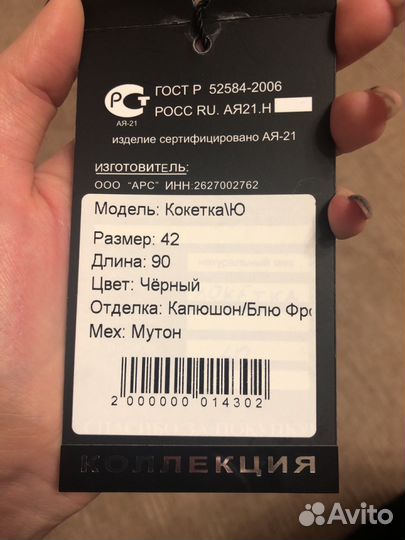 РСТ
АЯ-21
ГОСТ Р 52584-2006
РОСС RU. АЯ21.Н
изделие сертифицировано АЯ-21
ИЗГОТОВИТЕЛЬ:
ООО "АРС" ИНН:2627002762
Модель: Кокетка\Ю
Размер: 42
Длина: 90
Цвет: Чёрный
Отделка: Капюшон/Блю Фро
Мех: Мутон
2 000000 014302
КОЛЛЕКЦИЯ
Avito